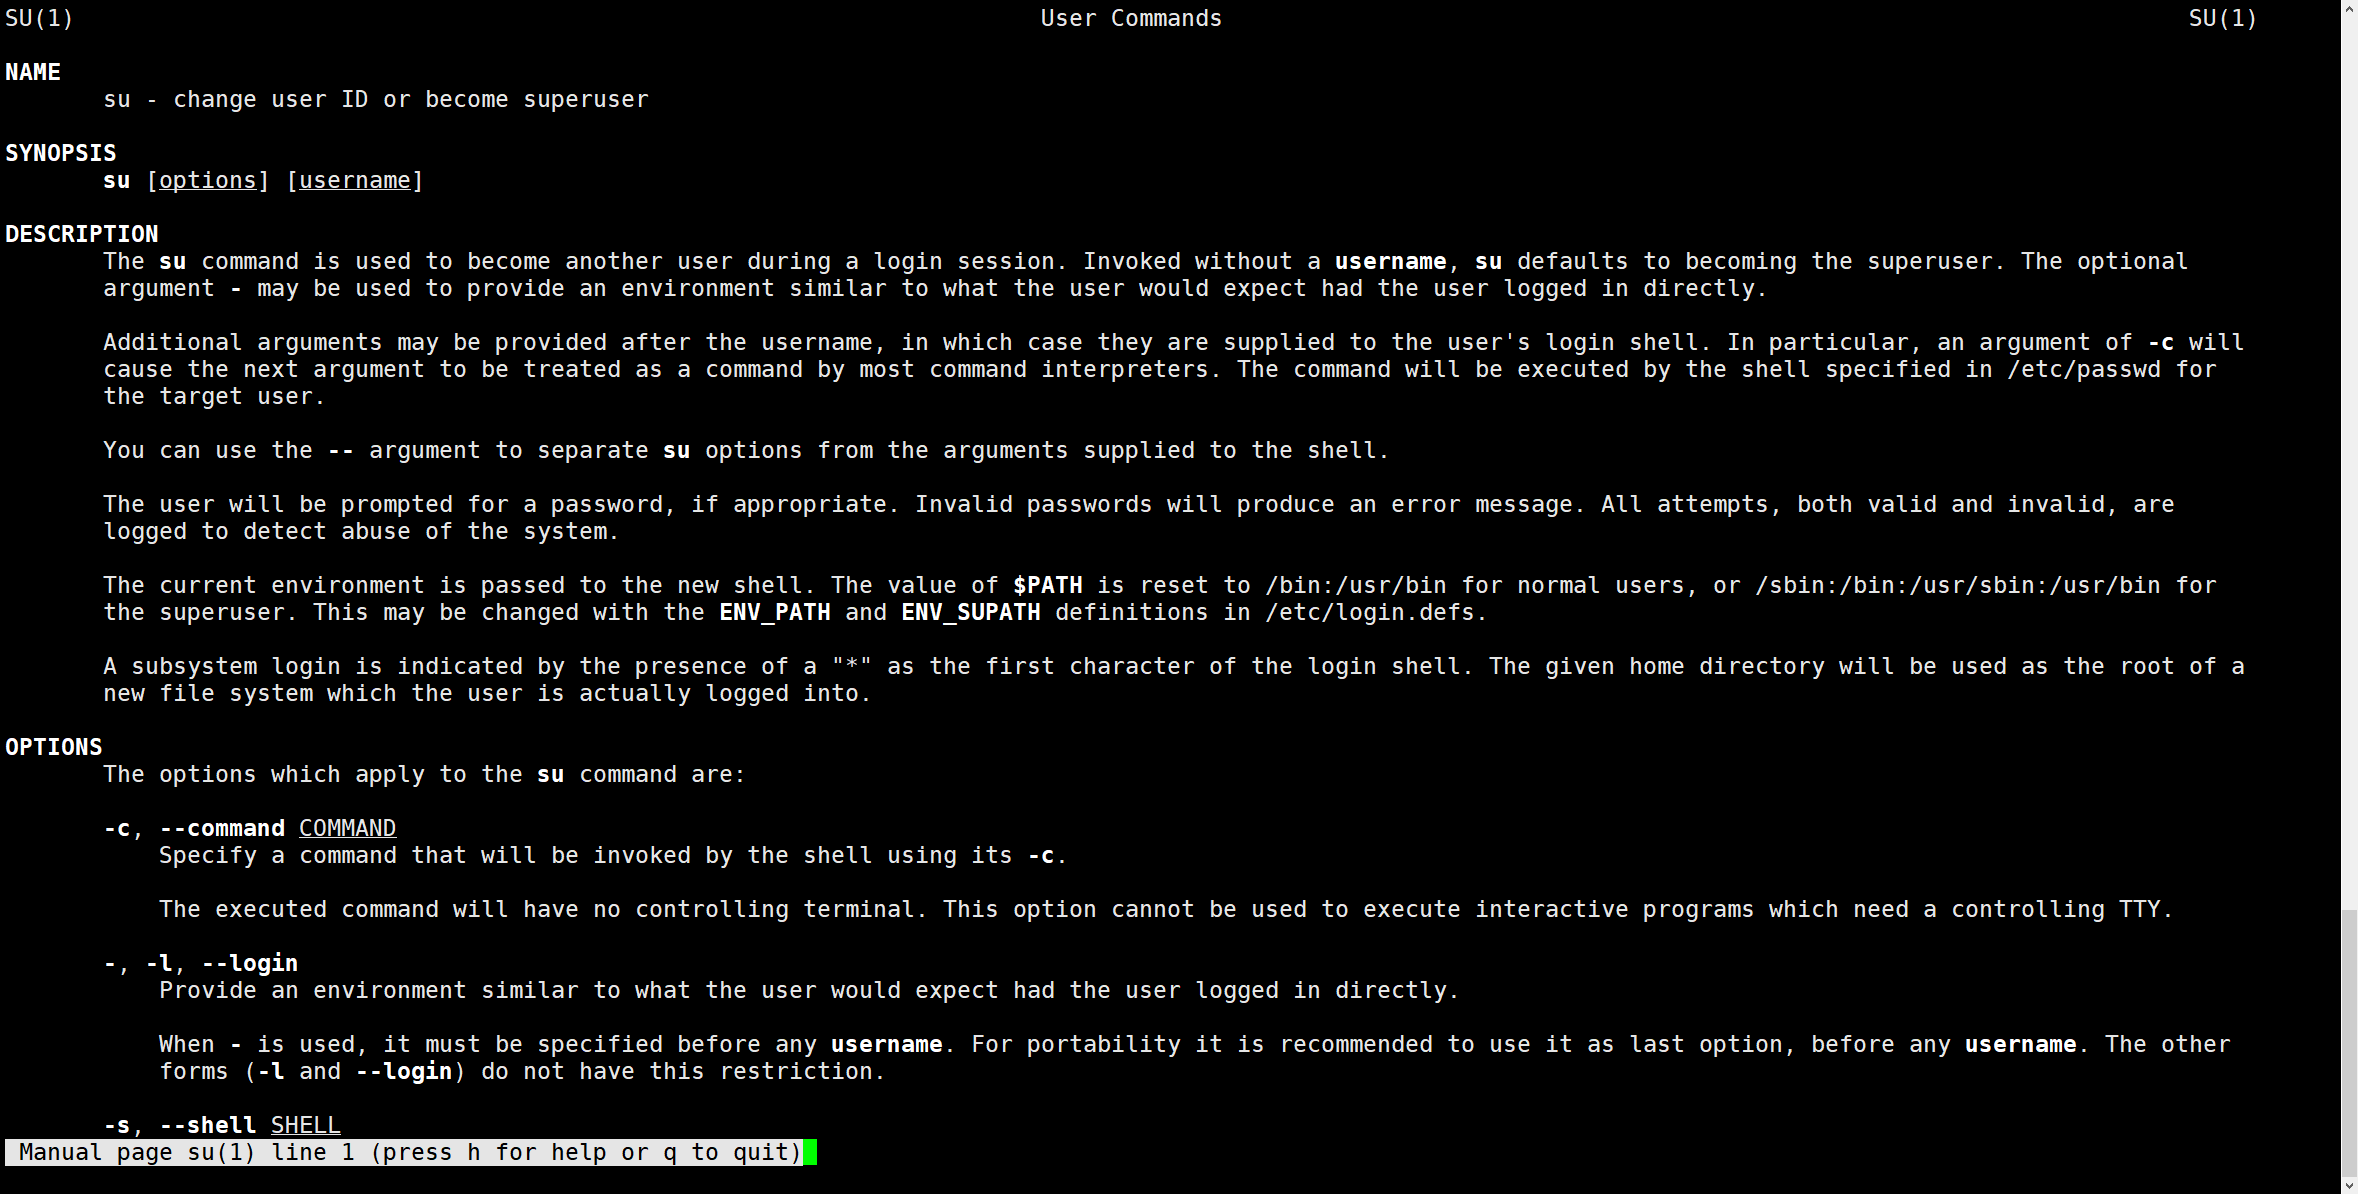 SU(1) User Commands SU(1)
NAME
su - change user ID or become superuser
SYNOPSIS
su [options] [username]
DESCRIPTION
The su command is used to become another user during a login session. Invoked without a username, su defaults to becoming the superuser. The optional
argument - may be used to provide an environment similar to what the user would expect had the user logged in directly.
Additional arguments may be provided after the username, in which case they are supplied to the user's login shell. In particular, an argument of -c will
cause the next argument to be treated as a command by most command interpreters. The command will be executed by the shell specified in /etc/passwd for
the target user.
You can use the -- argument to separate su options from the arguments supplied to the shell.
The user will be prompted for a password, if appropriate. Invalid passwords will produce an error message. All attempts, both valid and invalid, are
logged to detect abuse of the system.
The current environment is passed to the new shell. The value of $PATH is reset to /bin:/usr/bin for normal users, or /sbin:/bin:/usr/sbin:/usr/bin for
the superuser. This may be changed with the ENV_PATH and ENV_SUPATH definitions in /etc/login.defs.
A subsystem login is indicated by the presence of a "*" as the first character of the login shell. The given home directory will be used as the root of a
new file system which the user is actually logged into.
OPTIONS
The options which apply to the su command are:
-c, --command COMMAND
Specify a command that will be invoked by the shell using its -c.
The executed command will have no controlling terminal. This option cannot be used to execute interactive programs which need a controlling TTY.
-, -l, --login
Provide an environment similar to what the user would expect had the user logged in directly.
When - is used, it must be specified before any username. For portability it is recommended to use it as last option, before any username. The other
forms (-l and --login) do not have this restriction.
-s, --shell SHELL
Manual page su(1) line 1 (press h for help or q to quit)